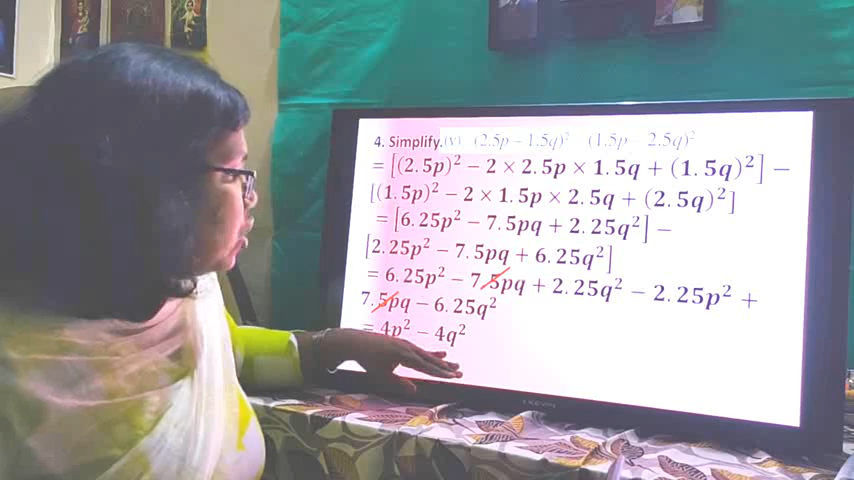 4. Simplify.(v) (2.5p − 1.5q)² − (1.5p − 2.5q)²
= [(2.5p)² − 2 × 2.5p × 1.5q + (1.5q)²] −
[(1.5p)² − 2 × 1.5p × 2.5q + (2.5q)²]
= [6.25p² − 7.5pq + 2.25q²] −
[2.25p² − 7.5pq + 6.25q²]
= 6.25p² − 7.5pq + 2.25q² − 2.25p² +
7.5pq − 6.25q²
= 4p² − 4q²